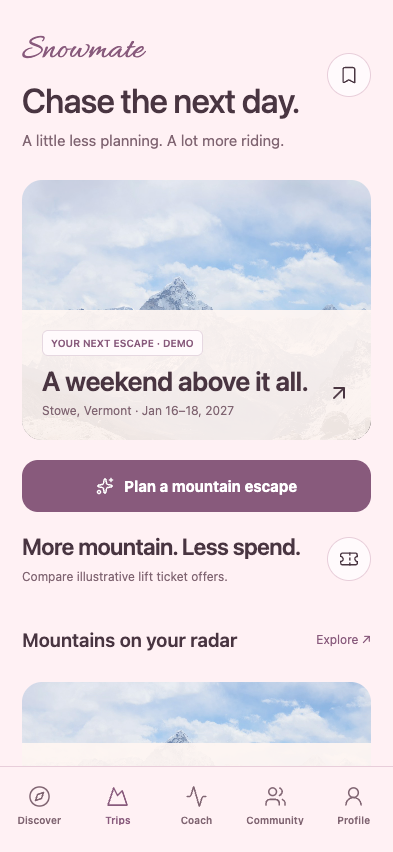 Snowmate
Chase the next day.
A little less planning. A lot more riding.
YOUR NEXT ESCAPE · DEMO
A weekend above it all.
Stowe, Vermont · Jan 16–18, 2027
Plan a mountain escape
More mountain. Less spend.
Compare illustrative lift ticket offers.
Mountains on your radar
Explore ↗
Discover
Trips
Coach
Community
Profile